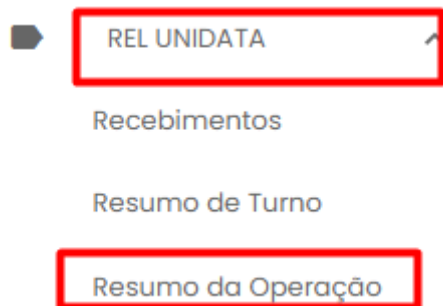 REL UNIDATA
Recebimentos
Resumo de Turno
Resumo da Operação